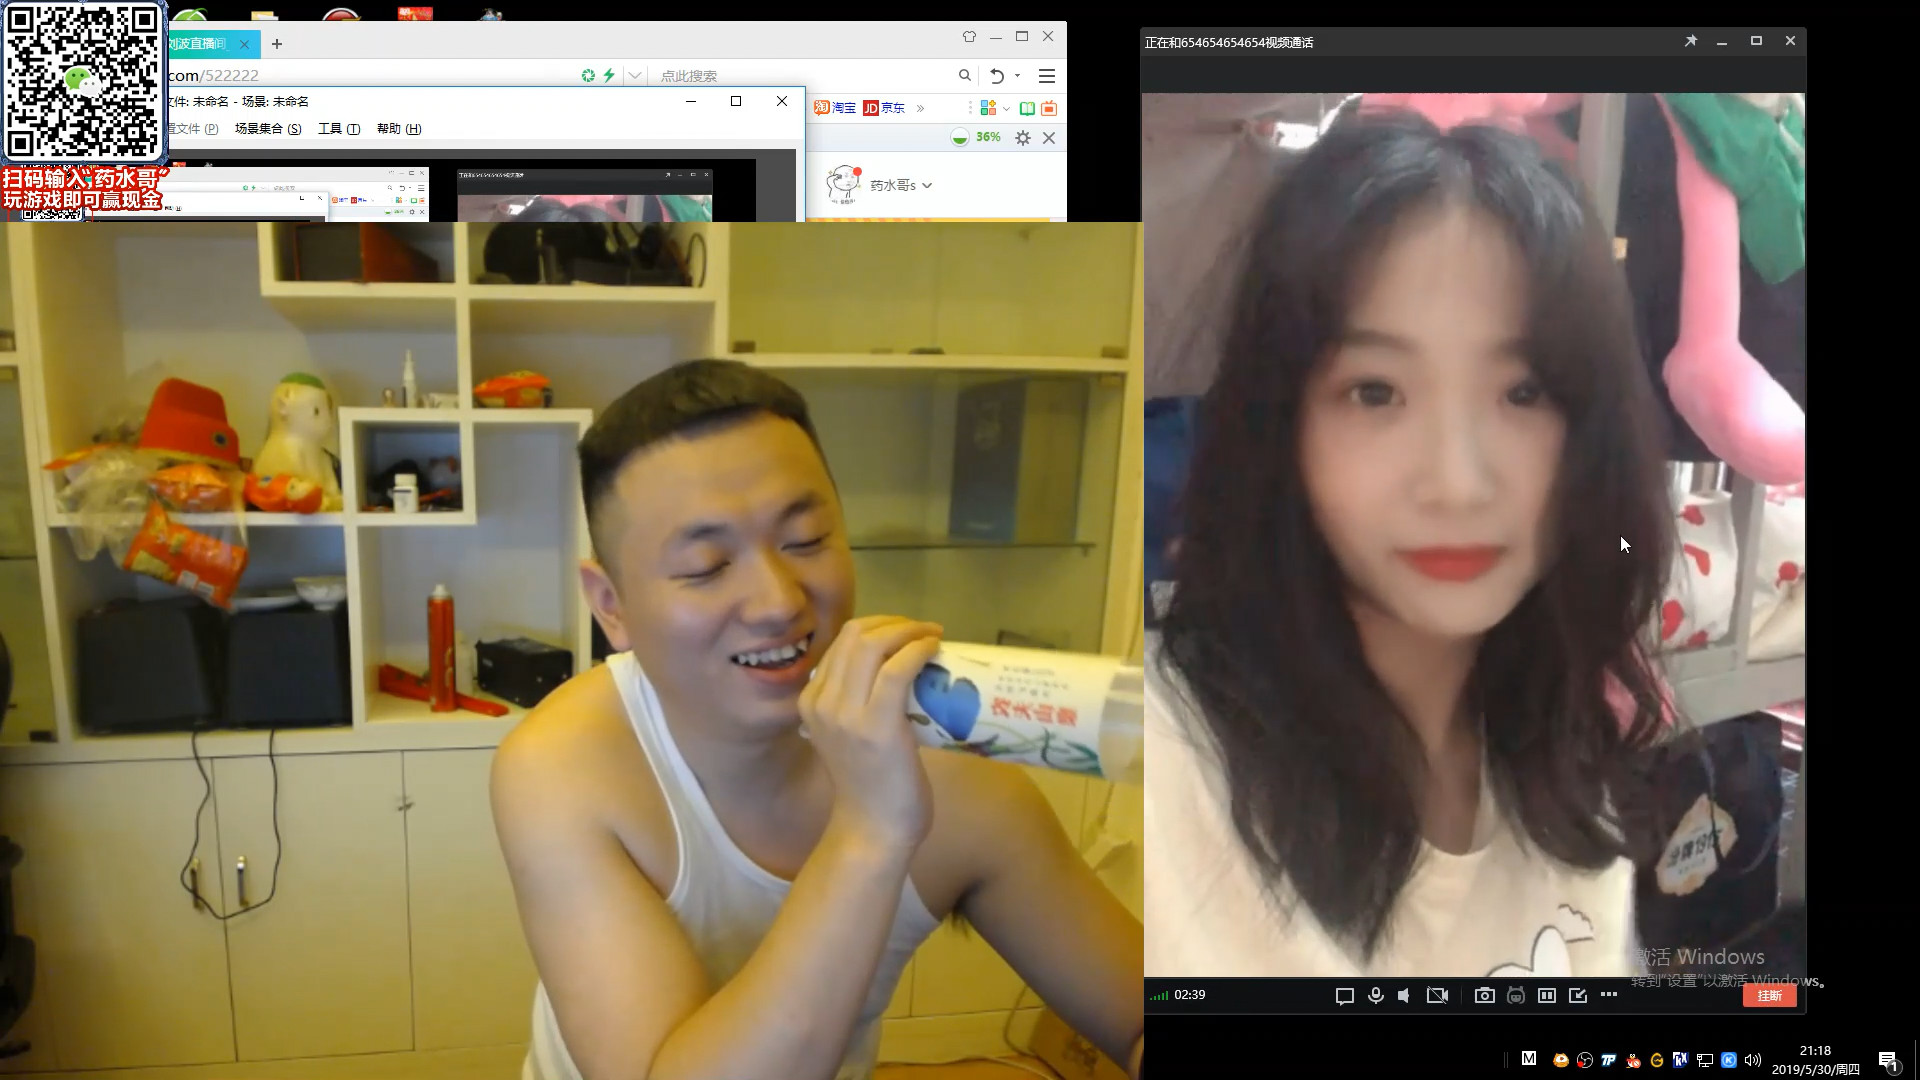 刘波直播间
com/522222
点此搜索
文件: 未命名 - 场景: 未命名
置文件 (P)
场景集合 (S)
工具 (T)
帮助 (H)
淘
淘宝
JD
京东
»
36%
药水哥s
扫码输入"药水哥"
玩游戏即可赢现金
正在和654654654654视频通话
激活 Windows
转到"设置"以激活 Windows。
02:39
挂断
21:18
2019/5/30/周四
1